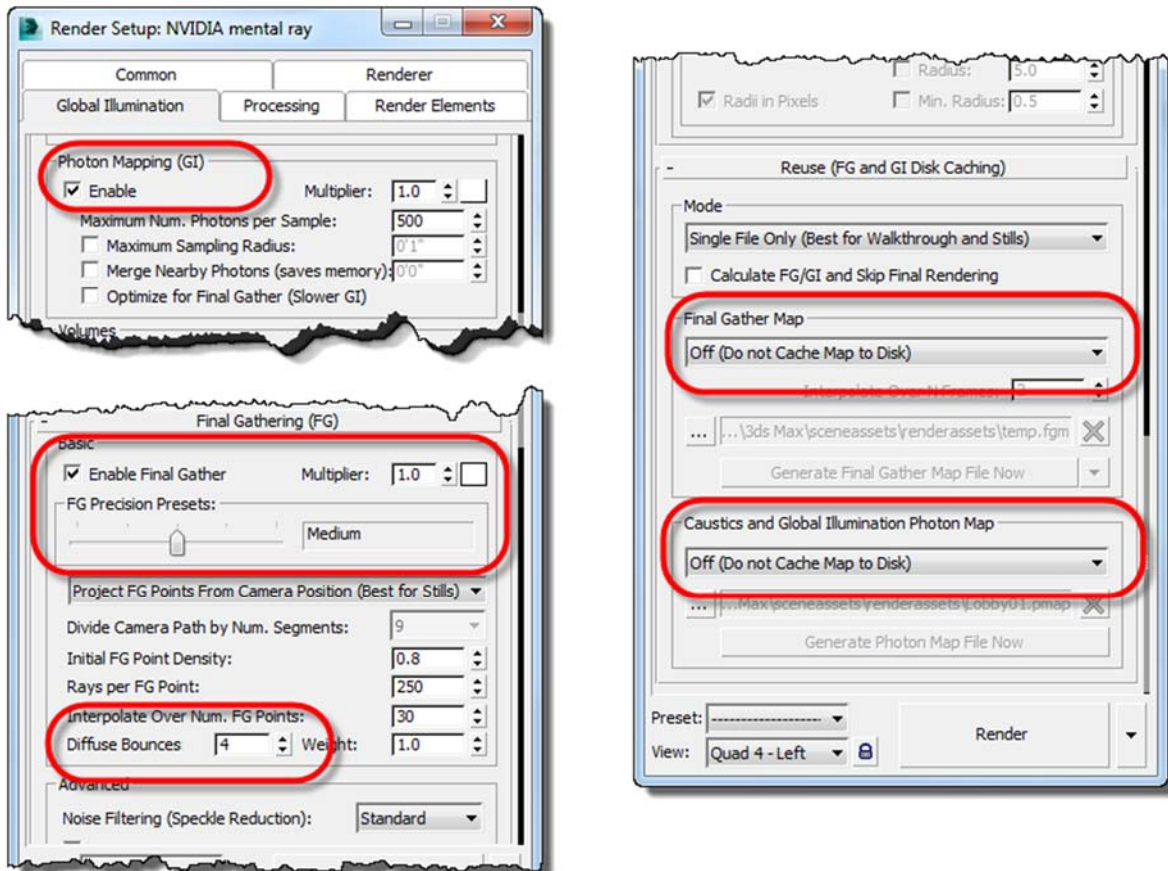 Render Setup: NVIDIA mental ray
Common Renderer
Global Illumination Processing Render Elements
Photon Mapping (GI)
Enable Multiplier: 1.0
Maximum Num. Photons per Sample: 500
Maximum Sampling Radius: 0'1"
Merge Nearby Photons (saves memory): 0'0"
Optimize for Final Gather (Slower GI)
Volumes
- Final Gathering (FG)
Basic
Enable Final Gather Multiplier: 1.0
FG Precision Presets:
Medium
Project FG Points From Camera Position (Best for Stills)
Divide Camera Path by Num. Segments: 9
Initial FG Point Density: 0.8
Rays per FG Point: 250
Interpolate Over Num. FG Points: 30
Diffuse Bounces 4 Weight: 1.0
Advanced
Noise Filtering (Speckle Reduction): Standard
Radius: 5.0
Radii in Pixels Min. Radius: 0.5
- Reuse (FG and GI Disk Caching)
Mode
Single File Only (Best for Walkthrough and Stills)
Calculate FG/GI and Skip Final Rendering
Final Gather Map
Off (Do not Cache Map to Disk)
Interpolate Over N Frames:
... ...\3ds Max\sceneassets\renderassets\temp.fgm
Generate Final Gather Map File Now
Caustics and Global Illumination Photon Map
Off (Do not Cache Map to Disk)
... ...Max\sceneassets\renderassets\Lobby01.pmap
Generate Photon Map File Now
Preset: --------------------
View: Quad 4 - Left
Render